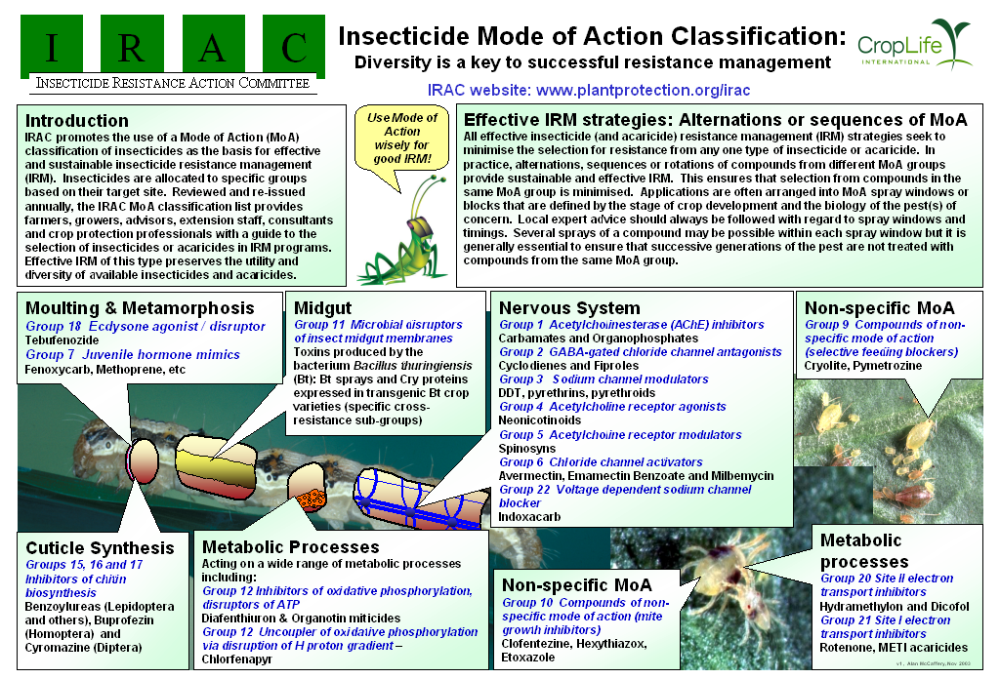 I R A C
INSECTICIDE RESISTANCE ACTION COMMITTEE
Insecticide Mode of Action Classification:
Diversity is a key to successful resistance management
IRAC website: www.plantprotection.org/irac
CropLife
INTERNATIONAL
Introduction
IRAC promotes the use of a Mode of Action (MoA)
classification of insecticides as the basis for effective
and sustainable insecticide resistance management
(IRM). Insecticides are allocated to specific groups
based on their target site. Reviewed and re-issued
annually, the IRAC MoA classification list provides
farmers, growers, advisors, extension staff, consultants
and crop protection professionals with a guide to the
selection of insecticides or acaricides in IRM programs.
Effective IRM of this type preserves the utility and
diversity of available insecticides and acaricides.
Use Mode of
Action
wisely for
good IRM!
Effective IRM strategies: Alternations or sequences of MoA
All effective insecticide (and acaricide) resistance management (IRM) strategies seek to
minimise the selection for resistance from any one type of insecticide or acaricide. In
practice, alternations, sequences or rotations of compounds from different MoA groups
provide sustainable and effective IRM. This ensures that selection from compounds in the
same MoA group is minimised. Applications are often arranged into MoA spray windows or
blocks that are defined by the stage of crop development and the biology of the pest(s) of
concern. Local expert advice should always be followed with regard to spray windows and
timings. Several sprays of a compound may be possible within each spray window but it is
generally essential to ensure that successive generations of the pest are not treated with
compounds from the same MoA group.
Moulting & Metamorphosis
Group 18 Ecdysone agonist / disruptor
Tebufenozide
Group 7 Juvenile hormone mimics
Fenoxycarb, Methoprene, etc
Midgut
Group 11 Microbial disruptors
of insect midgut membranes
Toxins produced by the
bacterium Bacillus thuringiensis
(Bt): Bt sprays and Cry proteins
expressed in transgenic Bt crop
varieties (specific cross-
resistance sub-groups)
Nervous System
Group 1 Acetylcholinesterase (AChE) inhibitors
Carbamates and Organophosphates
Group 2 GABA-gated chloride channel antagonists
Cyclodienes and Fiproles
Group 3 Sodium channel modulators
DDT, pyrethrins, pyrethroids
Group 4 Acetylcholine receptor agonists
Neonicotinoids
Group 5 Acetylcholine receptor modulators
Spinosyns
Group 6 Chloride channel activators
Avermectin, Emamectin Benzoate and Milbemycin
Group 22 Voltage dependent sodium channel
blocker
Indoxacarb
Non-specific MoA
Group 9 Compounds of non-
specific mode of action
(selective feeding blockers)
Cryolite, Pymetrozine
Cuticle Synthesis
Groups 15, 16 and 17
Inhibitors of chitin
biosynthesis
Benzoylureas (Lepidoptera
and others), Buprofezin
(Homoptera) and
Cyromazine (Diptera)
Metabolic Processes
Acting on a wide range of metabolic processes
including:
Group 12 Inhibitors of oxidative phosphorylation,
disruptors of ATP
Diafenthiuron & Organotin miticides
Group 12 Uncoupler of oxidative phosphorylation
via disruption of H proton gradient –
Chlorfenapyr
Non-specific MoA
Group 10 Compounds of non-
specific mode of action (mite
growth inhibitors)
Clofentezine, Hexythiazox,
Etoxazole
Metabolic
processes
Group 20 Site II electron
transport inhibitors
Hydramethylon and Dicofol
Group 21 Site I electron
transport inhibitors
Rotenone, METI acaricides
v1, Alan McCaffery, Nov. 2003